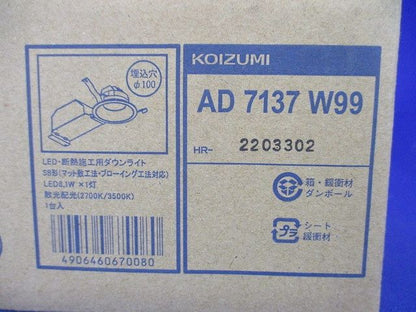 埋込穴
φ100
LED・断熱施工用ダウンライト
SB形(マット敷工法・ブローイング工法対応)
LED8.1W×1灯
散光配光(2700K/3500K)
1台入
4906460670080
KOIZUMI
AD 7137 W99
HR- 2203302
箱・緩衝材
ダンボール
プラ
シート
緩衝材